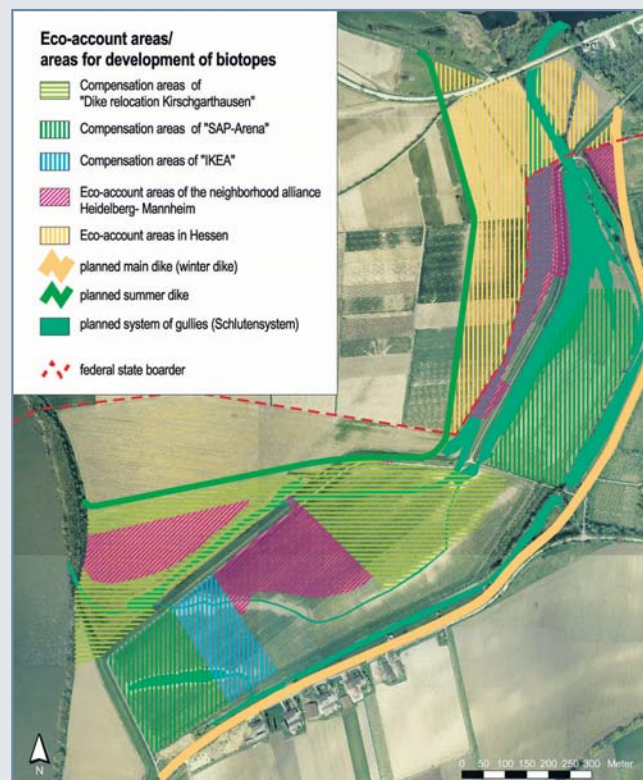 Eco-account areas/
areas for development of biotopes
Compensation areas of
"Dike relocation Kirschgarthausen"
Compensation areas of "SAP-Arena"
Compensation areas of "IKEA"
Eco-account areas of the neighborhood alliance
Heidelberg- Mannheim
Eco-account areas in Hessen
planned main dike (winter dike)
planned summer dike
planned system of gullies (Schlutensystem)
federal state boarder
N
0 50 100 150 200 250 300 Meter